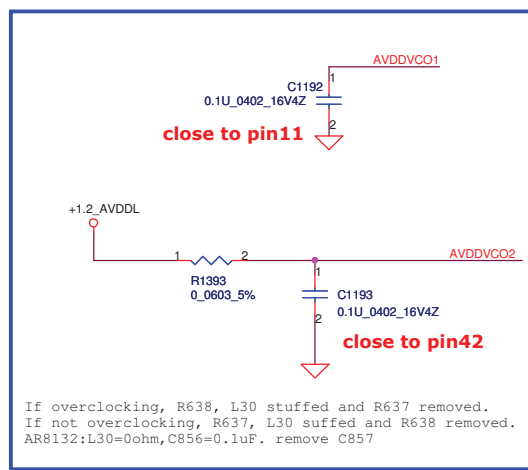 AVDDVCO1
1
C1192
0.1U_0402_16V4Z
2
close to pin11
+1.2_AVDDL
1
2
AVDDVCO2
R1393
0_0603_5%
1
C1193
0.1U_0402_16V4Z
2
close to pin42
If overclocking, R638, L30 stuffed and R637 removed.
If not overclocking, R637, L30 suffed and R638 removed.
AR8132:L30=0ohm,C856=0.1uF. remove C857